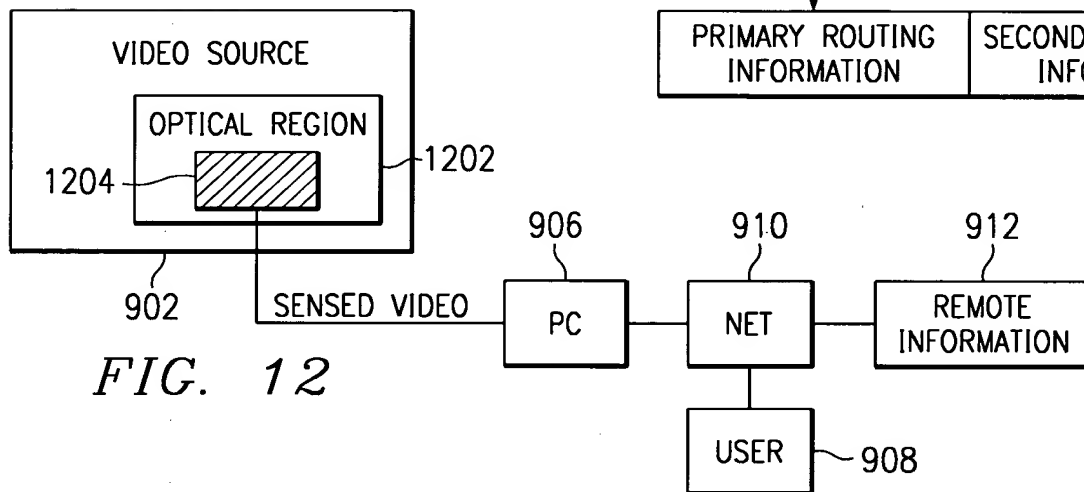 VIDEO SOURCE
OPTICAL REGION
1204
1202
902
SENSED VIDEO
FIG. 12
PRIMARY ROUTING
INFORMATION
906
PC
910
NET
912
REMOTE
INFORMATION
USER
908